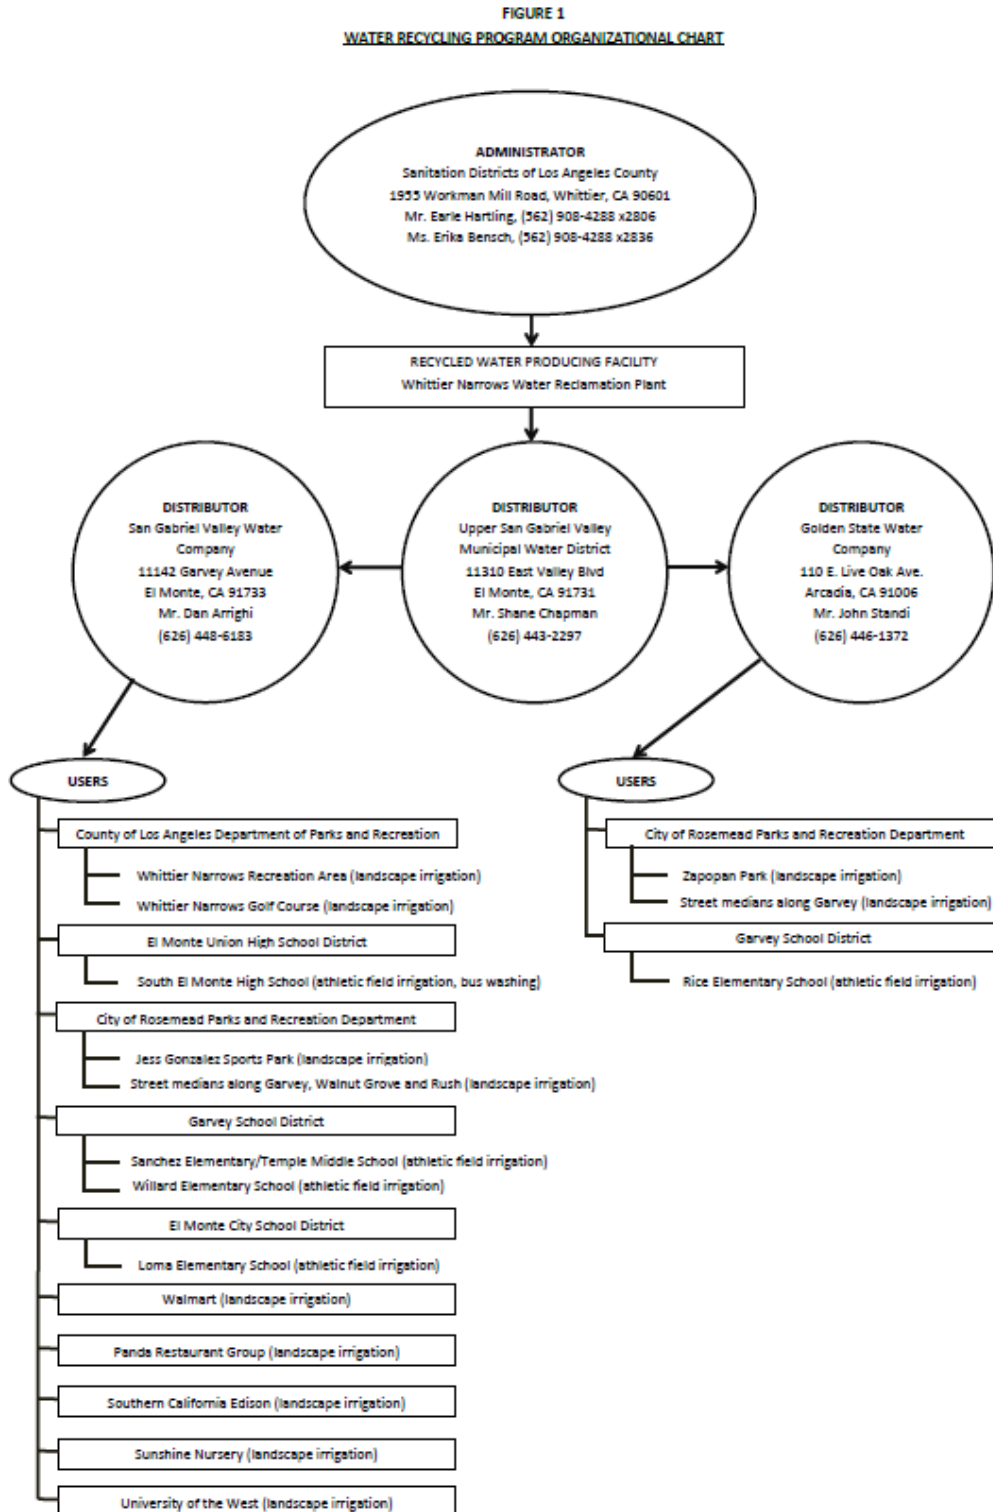 FIGURE 1
WATER RECYCLING PROGRAM ORGANIZATIONAL CHART
ADMINISTRATOR
Sanitation Districts of Los Angeles County
1955 Workman Mill Road, Whittier, CA 90601
Mr. Earle Hartling, (562) 908-4288 x2806
Ms. Erika Bensch, (562) 908-4288 x2836
RECYCLED WATER PRODUCING FACILITY
Whittier Narrows Water Reclamation Plant
DISTRIBUTOR
San Gabriel Valley Water
Company
11142 Garvey Avenue
El Monte, CA 91733
Mr. Dan Arrighi
(626) 448-6183
DISTRIBUTOR
Upper San Gabriel Valley
Municipal Water District
11310 East Valley Blvd
El Monte, CA 91731
Mr. Shane Chapman
(626) 443-2297
DISTRIBUTOR
Golden State Water
Company
110 E. Live Oak Ave.
Arcadia, CA 91006
Mr. John Standi
(626) 446-1372
USERS
County of Los Angeles Department of Parks and Recreation
Whittier Narrows Recreation Area (landscape irrigation)
Whittier Narrows Golf Course (landscape irrigation)
El Monte Union High School District
South El Monte High School (athletic field irrigation, bus washing)
City of Rosemead Parks and Recreation Department
Jess Gonzalez Sports Park (landscape irrigation)
Street medians along Garvey, Walnut Grove and Rush (landscape irrigation)
Garvey School District
Sanchez Elementary/Temple Middle School (athletic field irrigation)
Willard Elementary School (athletic field irrigation)
El Monte City School District
Loma Elementary School (athletic field irrigation)
Walmart (landscape irrigation)
Panda Restaurant Group (landscape irrigation)
Southern California Edison (landscape irrigation)
Sunshine Nursery (landscape irrigation)
University of the West (landscape irrigation)
USERS
City of Rosemead Parks and Recreation Department
Zapopan Park (landscape irrigation)
Street medians along Garvey (landscape irrigation)
Garvey School District
Rice Elementary School (athletic field irrigation)